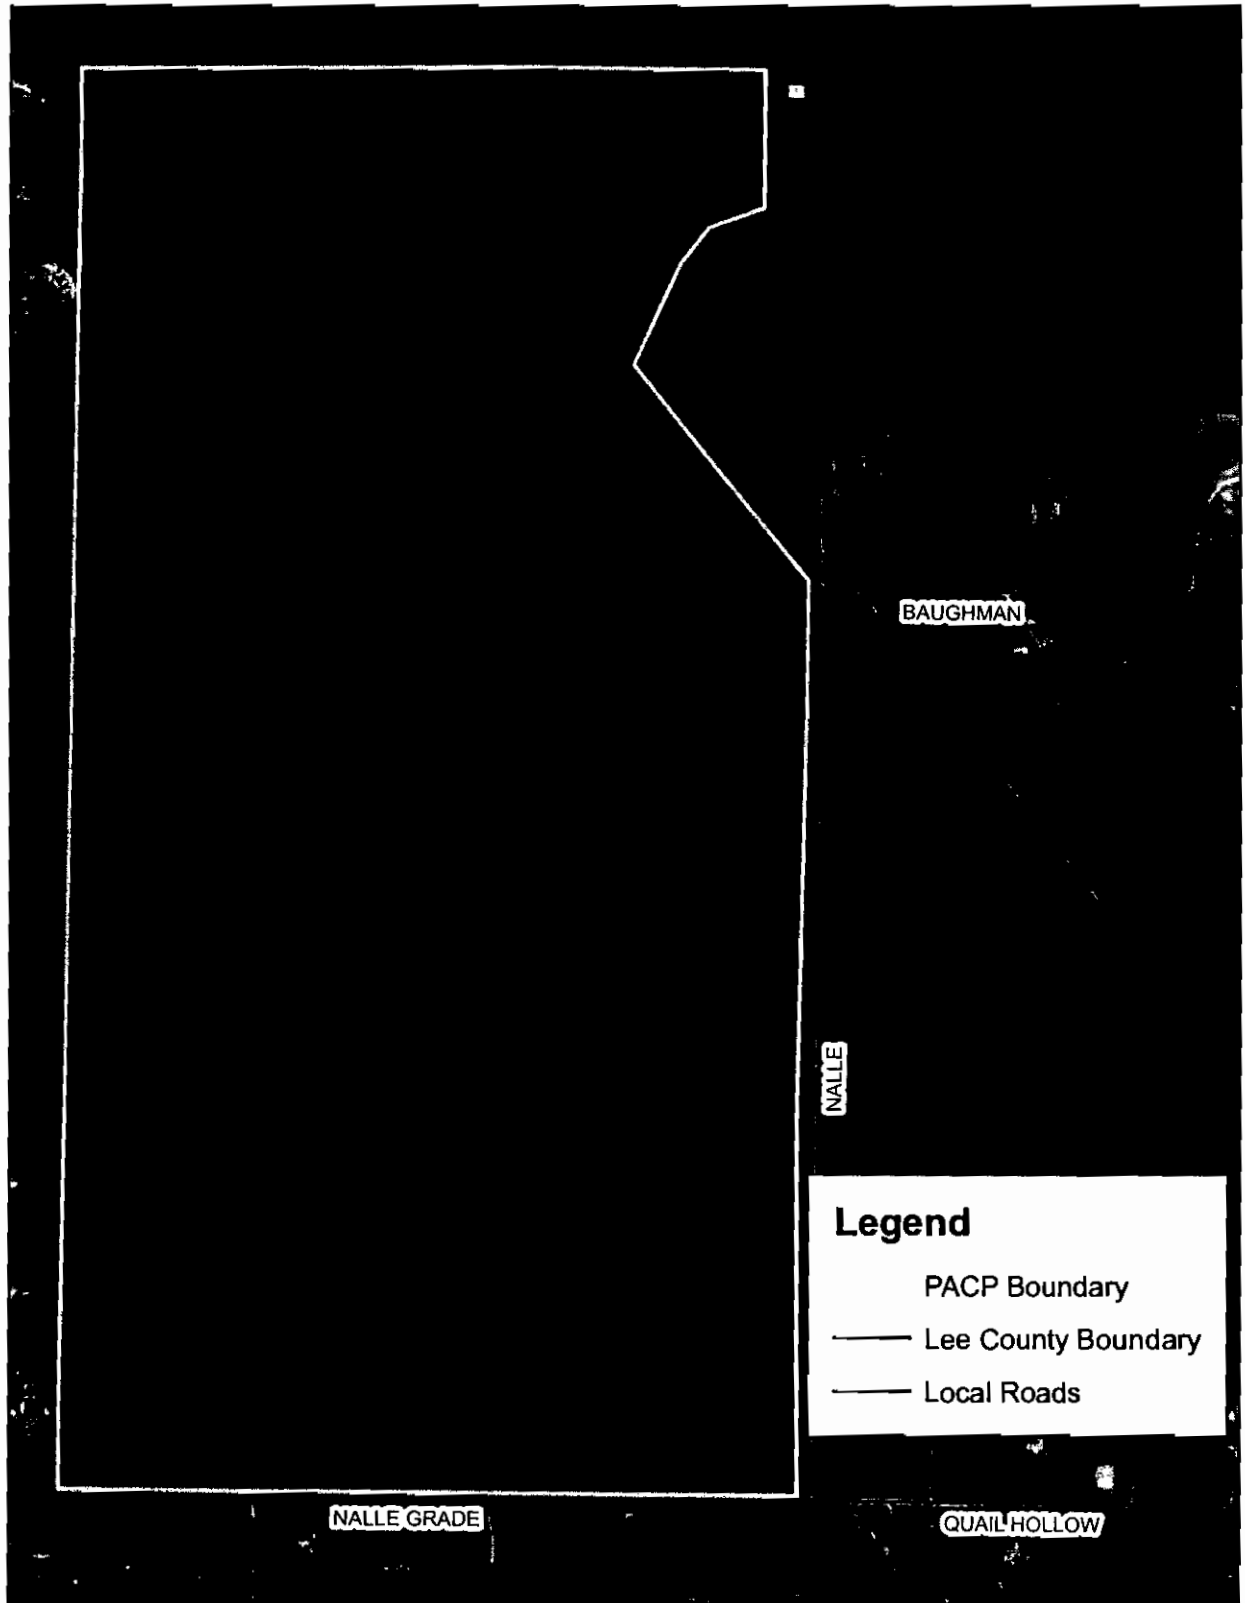 BAUGHMAN
NALLE
Legend
PACP Boundary
Lee County Boundary
Local Roads
NALLE GRADE
QUAIL HOLLOW